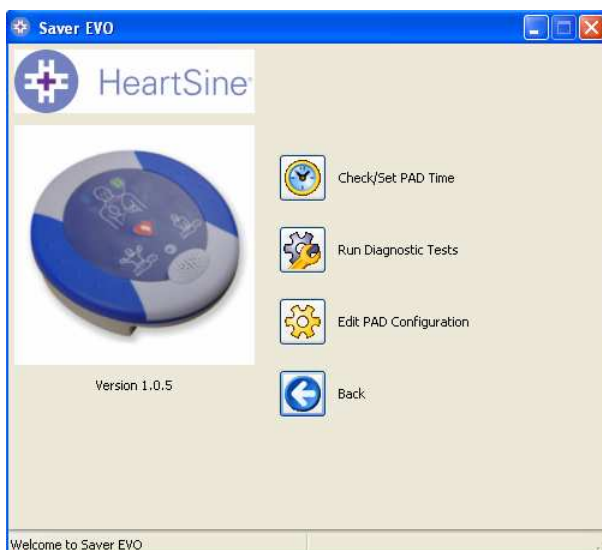 Saver EVO
HeartSine
Check/Set PAD Time
Run Diagnostic Tests
Edit PAD Configuration
Version 1.0.5
Back
Welcome to Saver EVO